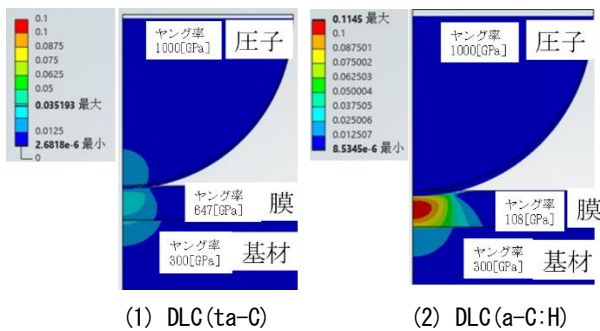 0.1
0.1
0.0875
0.075
0.0625
0.05
0.035193 最大
0.0125
2.6818e-6 最小
0
ヤング率
1000[GPa]
圧子
ヤング率
647[GPa]
膜
ヤング率
300[GPa]
基材
(1) DLC(ta-C)
0.1145 最大
0.1
0.087501
0.075002
0.062503
0.050004
0.037505
0.025006
0.012507
8.5345e-6 最小
ヤング率
1000[GPa]
圧子
ヤング率
108[GPa]
膜
ヤング率
300[GPa]
基材
(2) DLC(a-C:H)